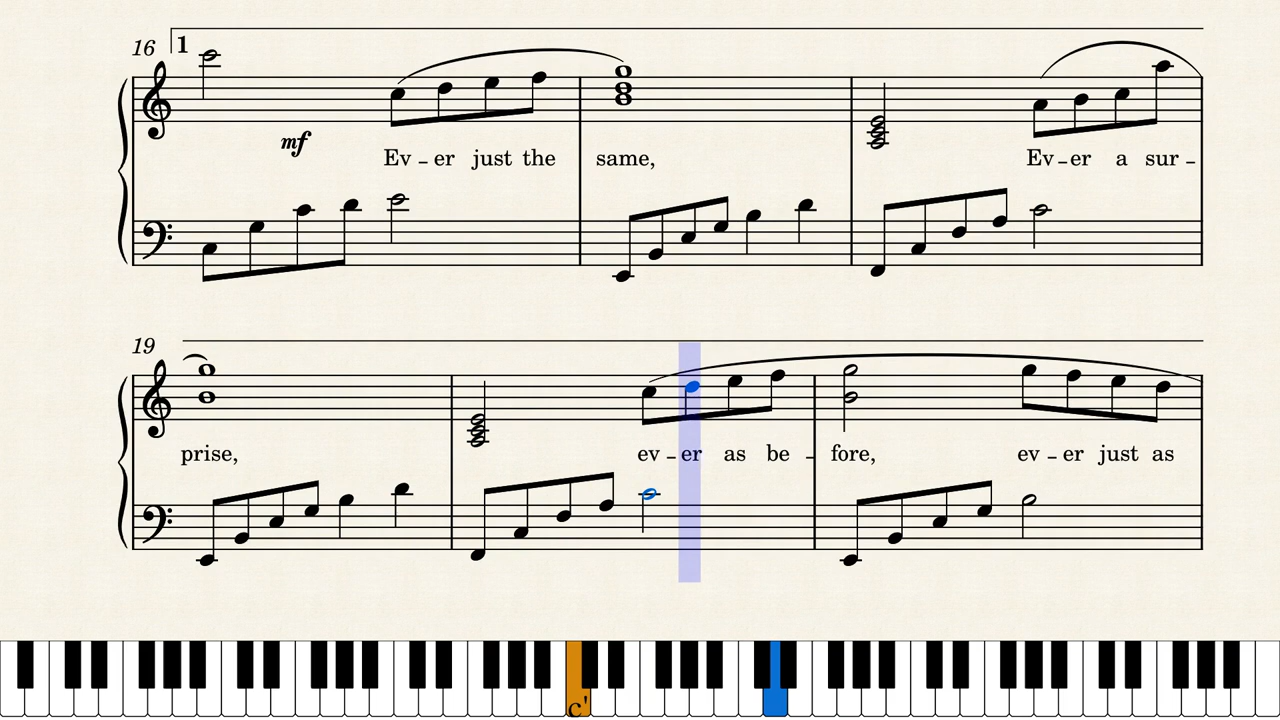 16 1
mf
Ev - er just the same, Ev - er a sur -
19
prise, ev - er as be - fore, ev - er just as
c'